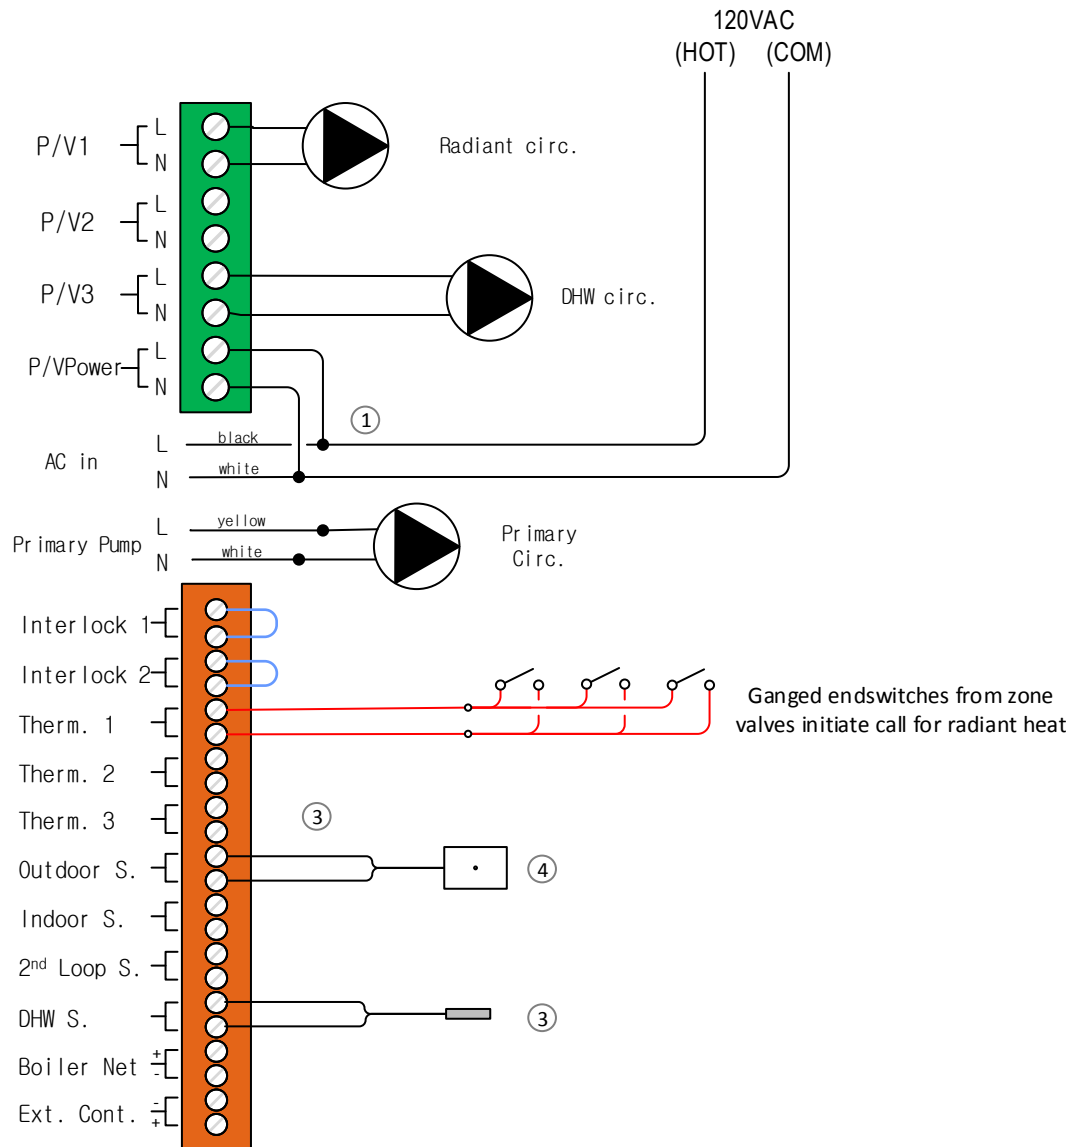 120VAC
(HOT) (COM)
P/V1 L
N
Radiant circ.
P/V2 L
N
P/V3 L
N
DHW circ.
P/VPower L
N
①
AC in L black
N white
Primary Pump L yellow
N white
Primary
Circ.
Interlock 1
Interlock 2
Therm. 1
Ganged endswitches from zone
valves initiate call for radiant heat
Therm. 2
Therm. 3
③
Outdoor S.
④
Indoor S.
2nd Loop S.
DHW S.
③
Boiler Net + -
Ext. Cont. - +